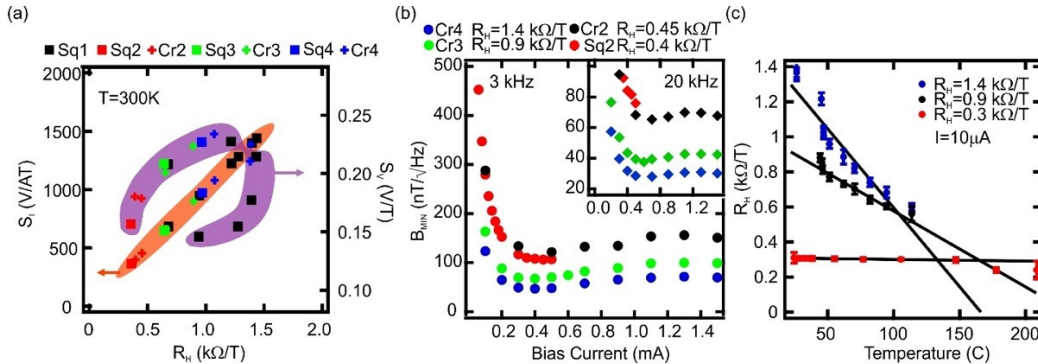 (a)
Sq1 Sq2 Cr2 Sq3 Cr3 Sq4 Cr4
T=300K
2000
1500
1000
500
0
S_I (V/AT)
0.25
0.20
0.15
0.10
S_V (V/T)
0 0.5 1.0 1.5 2.0
R_H (kΩ/T)
(b)
Cr4 R_H=1.4 kΩ/T Cr2 R_H=0.45 kΩ/T
Cr3 R_H=0.9 kΩ/T Sq2 R_H=0.4 kΩ/T
3 kHz
20 kHz
500
400
300
200
100
0
B_MIN (nT/√Hz)
80
60
40
20
0.0 0.4 0.8 1.2
0.2 0.6 1.0 1.4
Bias Current (mA)
(c)
R_H=1.4 kΩ/T
R_H=0.9 kΩ/T
R_H=0.3 kΩ/T
I=10μA
1.4
1.2
1.0
0.8
0.6
0.4
0.2
0
R_H (kΩ/T)
50 100 150 200
Temperature (C)